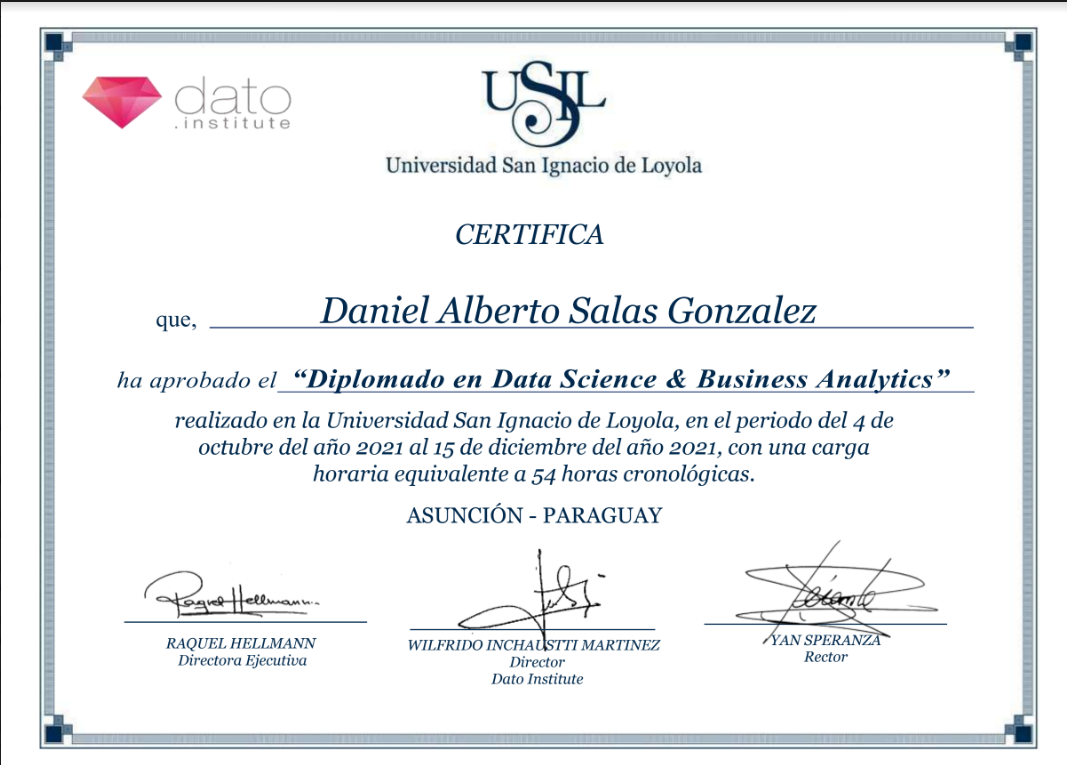 dato
.institute
USIL
Universidad San Ignacio de Loyola
CERTIFICA
que, Daniel Alberto Salas Gonzalez
ha aprobado el “Diplomado en Data Science & Business Analytics”
realizado en la Universidad San Ignacio de Loyola, en el periodo del 4 de
octubre del año 2021 al 15 de diciembre del año 2021, con una carga
horaria equivalente a 54 horas cronológicas.
ASUNCIÓN - PARAGUAY
Raquel Hellmann
RAQUEL HELLMANN
Directora Ejecutiva
WILFRIDO INCHAUSTTI MARTINEZ
Director
Dato Institute
YAN SPERANZA
Rector